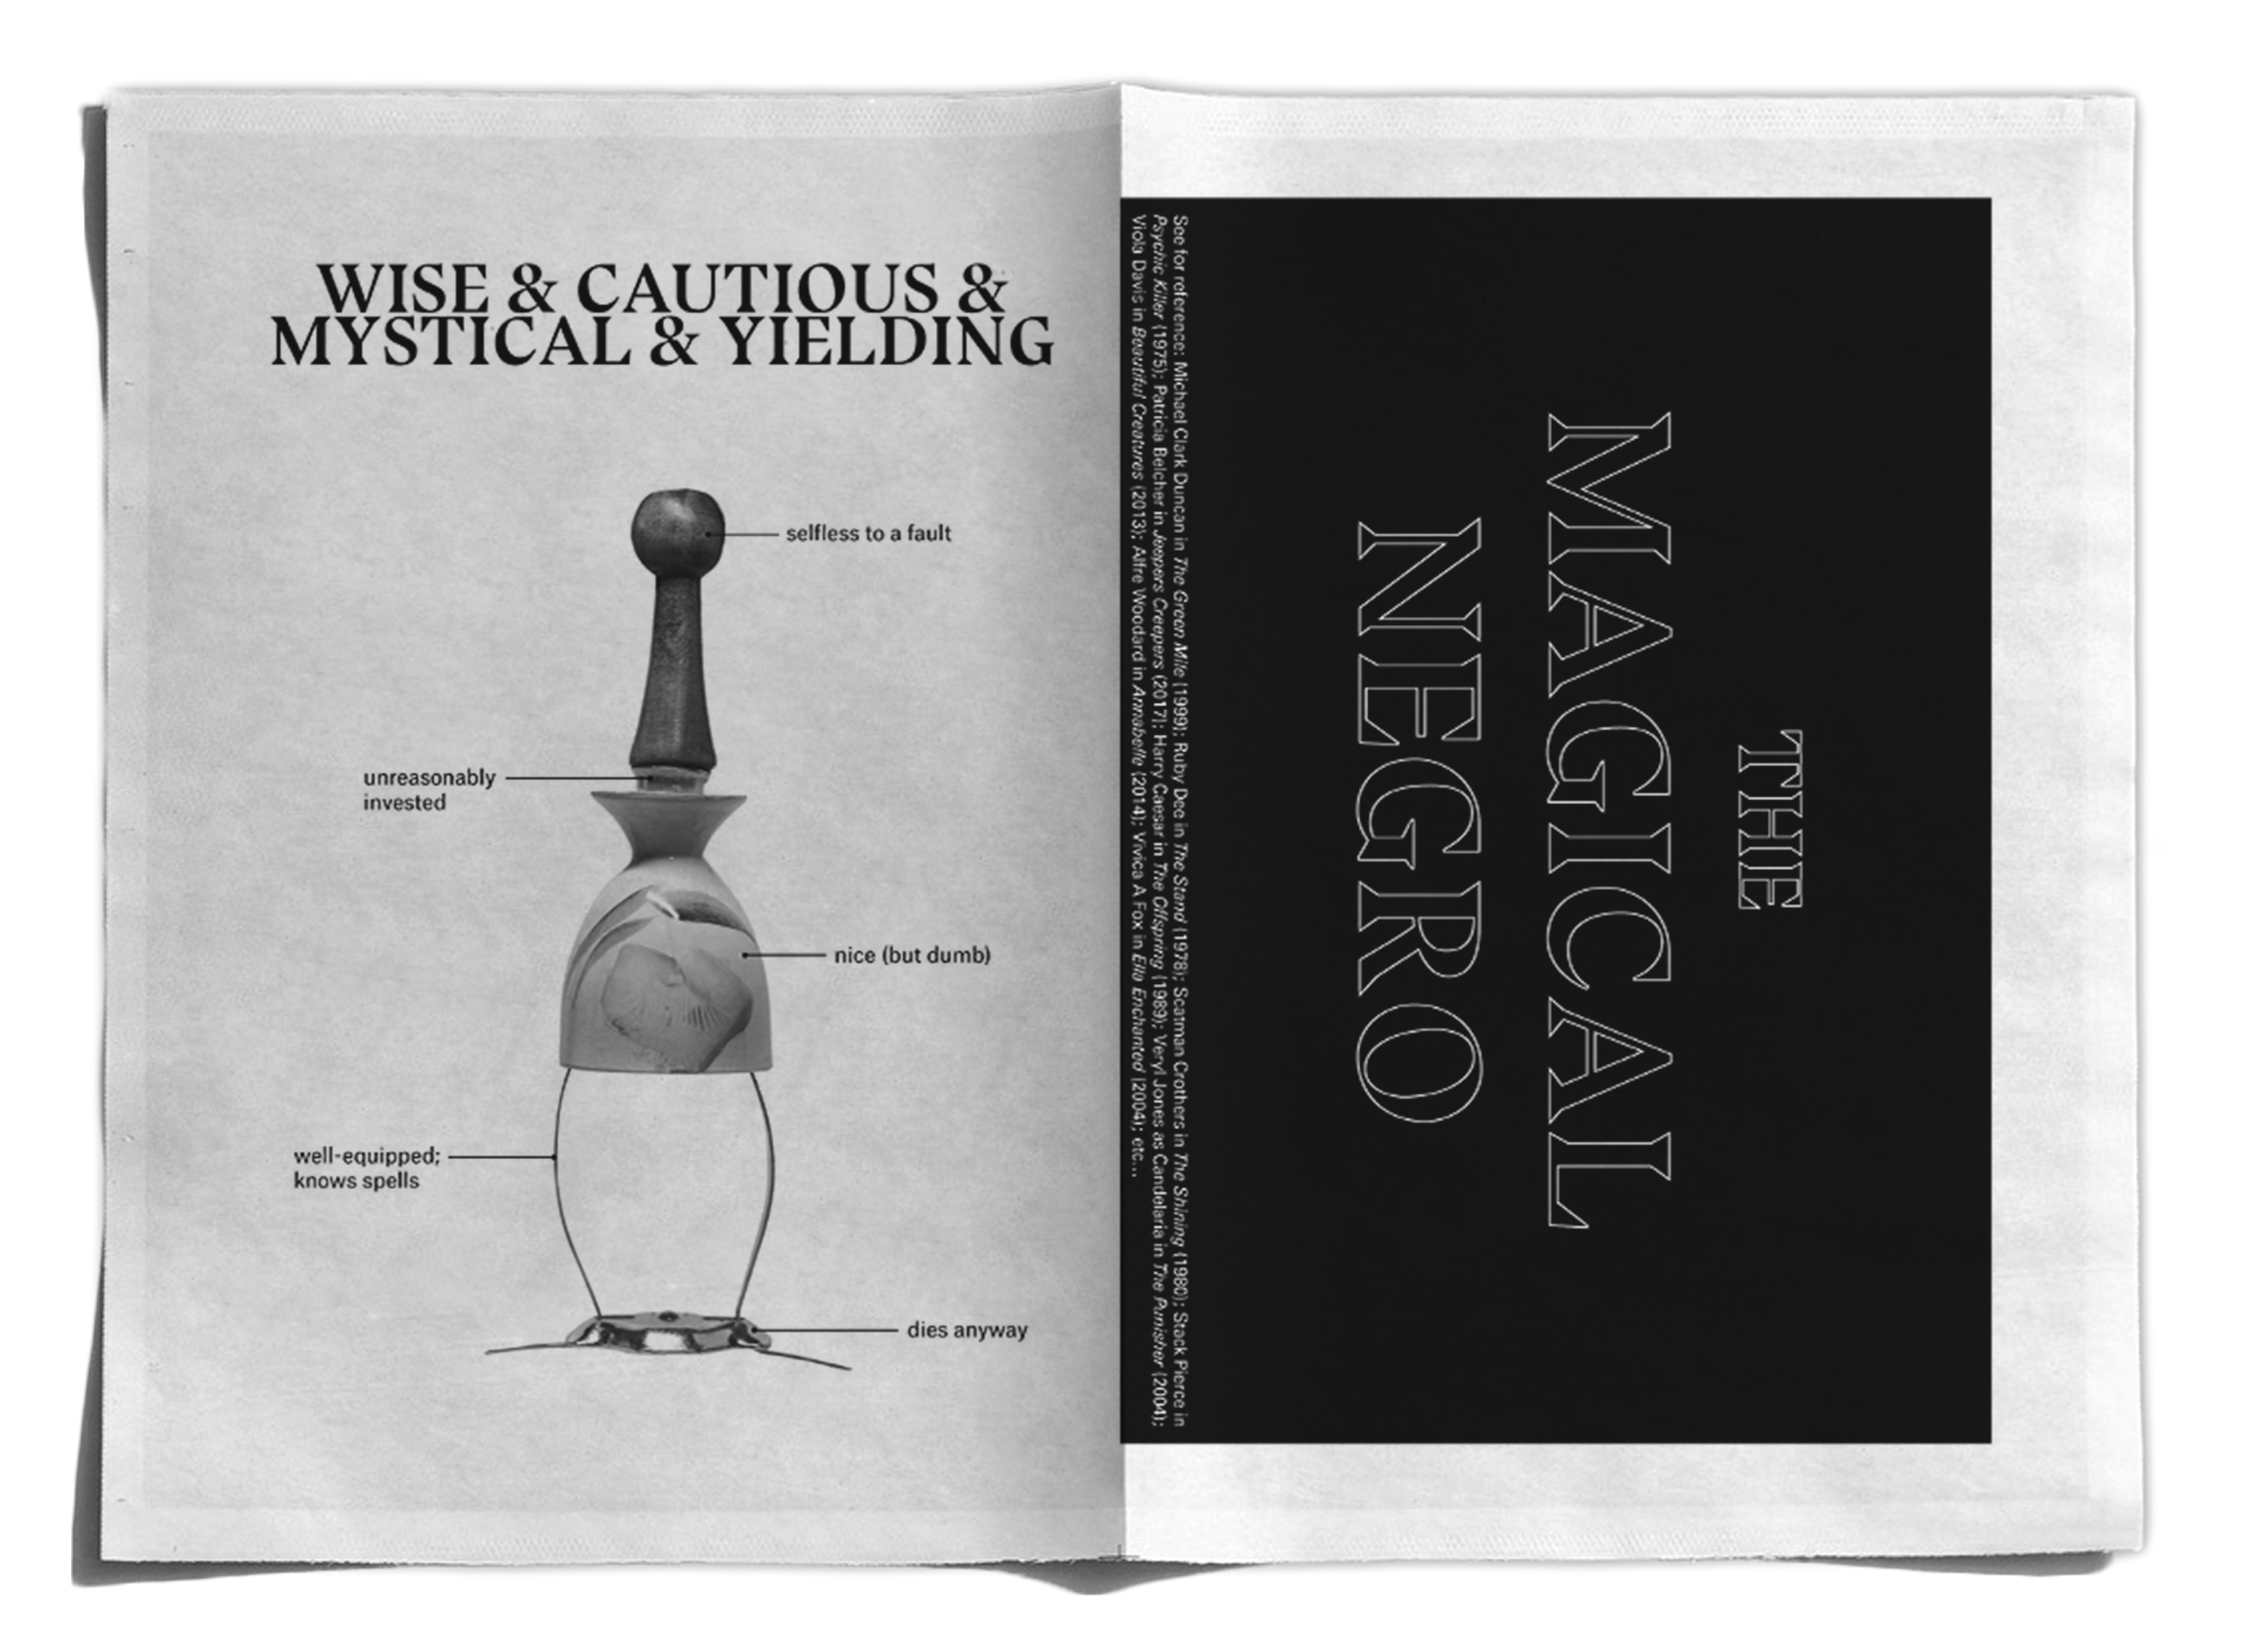 WISE & CAUTIOUS &
MYSTICAL & YIELDING
selfless to a fault
unreasonably
invested
nice (but dumb)
well-equipped;
knows spells
dies anyway
THE
MAGICAL
NEGRO
See for reference: Michael Clark Duncan in The Green Mile (1999); Ruby Dee in The Stand (1978); Scatman Crothers in The Shining (1980); Stack Pierce in
Psychic Killer (1975); Patricia Belcher in Jeepers Creepers (2017); Harry Caesar in The Offspring (1989); Veryl Jones as Candelaria in The Punisher (2004);
Viola Davis in Beautiful Creatures (2013); Alfre Woodard in Annabelle (2014); Vivica A Fox in Ella Enchanted (2004); etc...